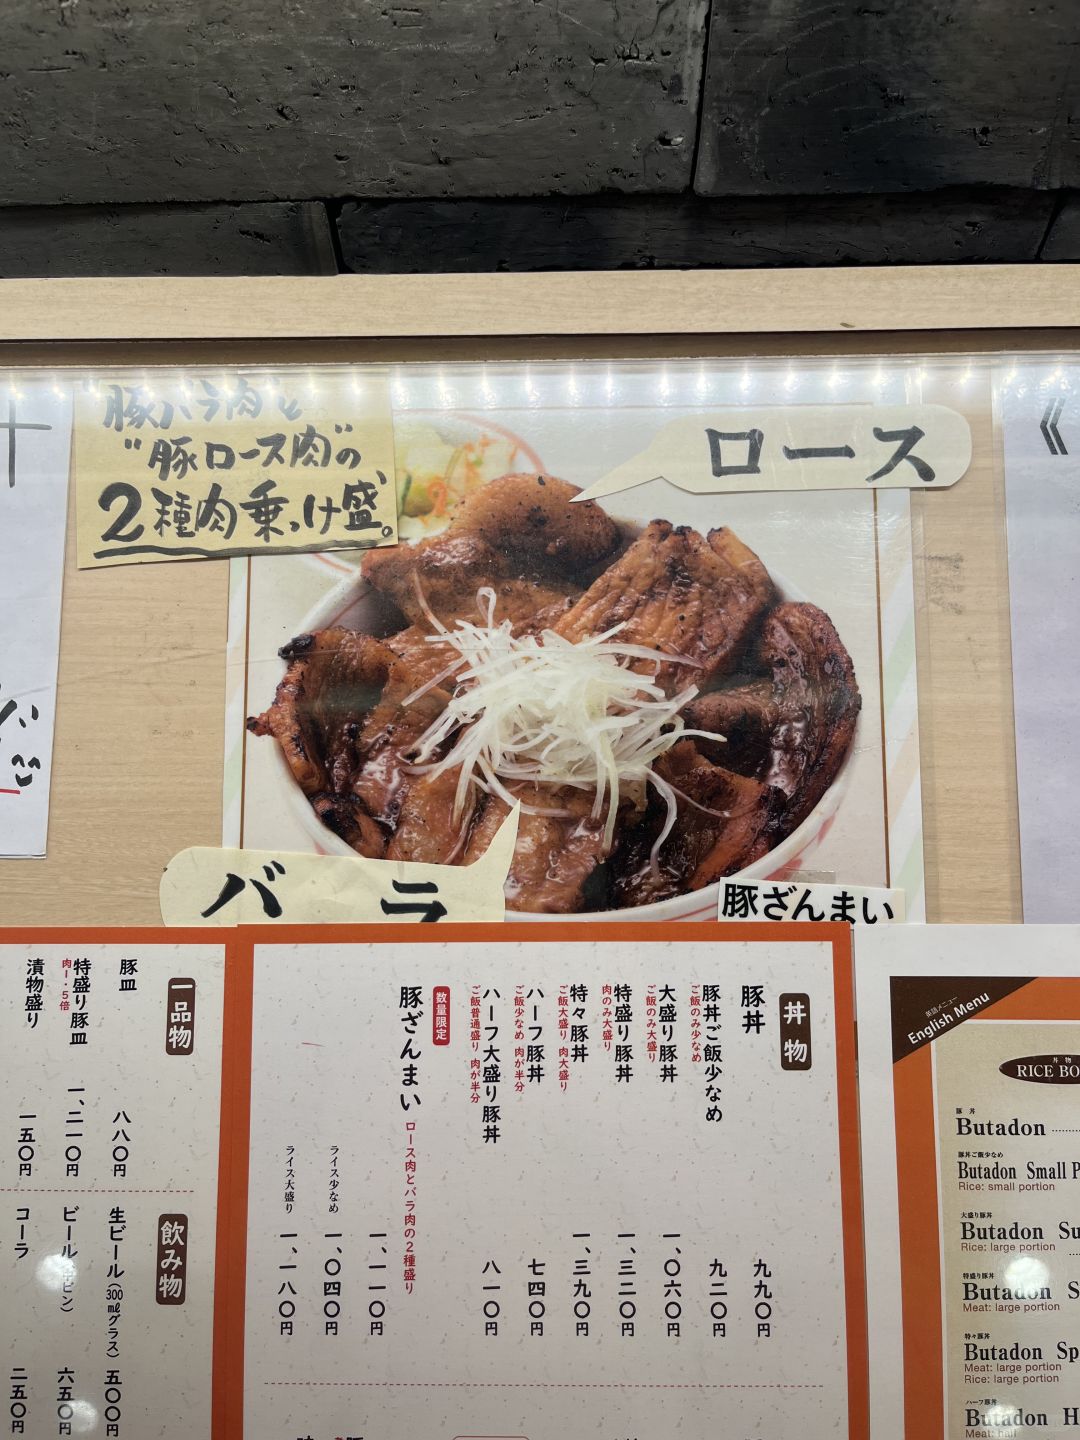 "豚バラ肉"と
"豚ロース肉"の、
2種肉乗っけ盛。
ロース
バラ
豚ざんまい
《
丼物
豚丼
九九〇円
豚丼ご飯少なめ
ご飯のみ少なめ
九二〇円
大盛り豚丼
ご飯のみ大盛り
一、〇六〇円
特盛り豚丼
肉のみ大盛り
一、三二〇円
特々豚丼
ご飯大盛り 肉大盛り
一、三九〇円
ハーフ豚丼
ご飯少なめ 肉が半分
七四〇円
ハーフ大盛り豚丼
ご飯普通盛り 肉が半分
八一〇円
数量限定
豚ざんまい
ロース肉とバラ肉の2種盛り
一、一一〇円
ライス少なめ
一、〇四〇円
ライス大盛り
一、一八〇円
一品物
豚皿
八八〇円
特盛り豚皿
肉1.5倍
一、二一〇円
漬物盛り
一五〇円
飲み物
生ビール(300㎖グラス)
五〇〇円
ビール
ビン)
六五〇円
コーラ
二五〇円
英語メニュー
English Menu
丼物
RICE BO
豚丼
Butadon
豚丼ご飯少なめ
Butadon Small P
Rice: small portion
大盛り豚丼
Butadon Su
Rice: large portion
特盛り豚丼
Butadon S
Meat: large portion
特々豚丼
Butadon Sp
Meat: large portion
Rice: large portion
ハーフ豚丼
Butadon H
Meat: half